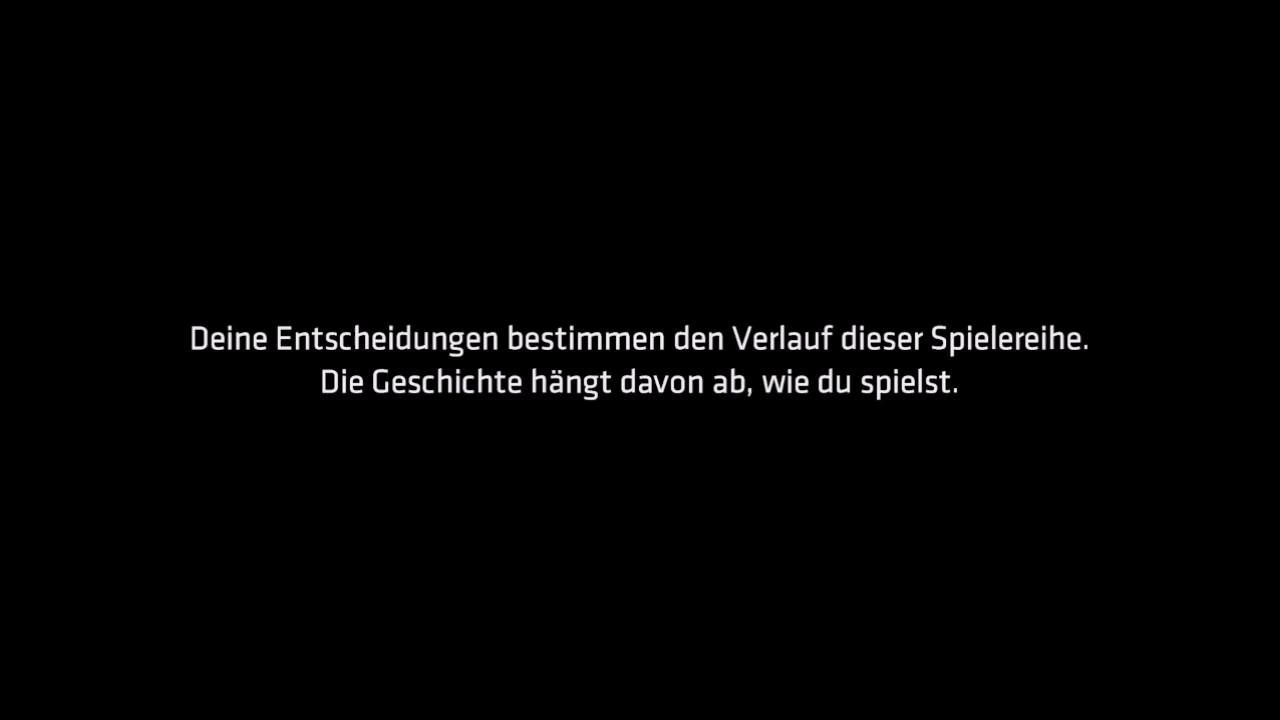 Deine Entscheidungen bestimmen den Verlauf dieser Spielereihe.
Die Geschichte hängt davon ab, wie du spielst.